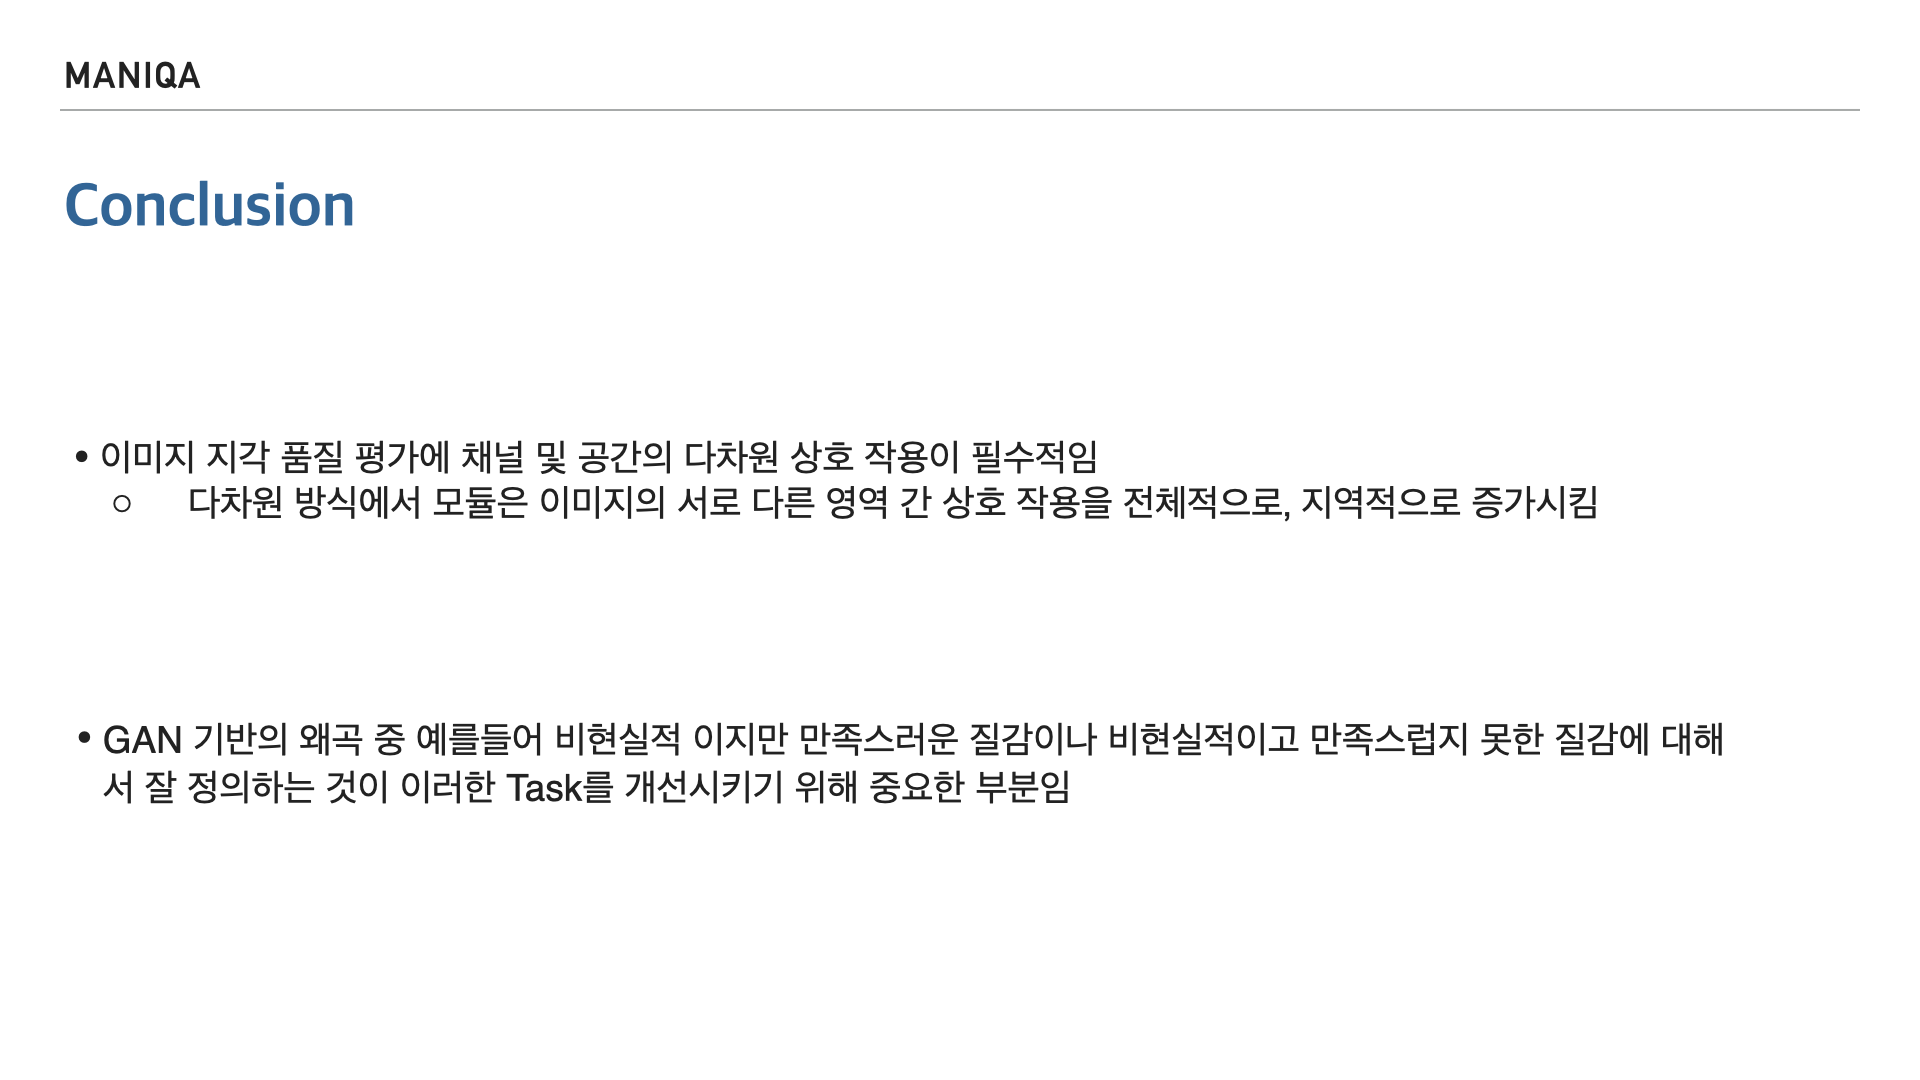 MANIQA
Conclusion
• 이미지 지각 품질 평가에 채널 및 공간의 다차원 상호 작용이 필수적임
○ 다차원 방식에서 모듈은 이미지의 서로 다른 영역 간 상호 작용을 전체적으로, 지역적으로 증가시킴
• GAN 기반의 왜곡 중 예를들어 비현실적 이지만 만족스러운 질감이나 비현실적이고 만족스럽지 못한 질감에 대해
서 잘 정의하는 것이 이러한 Task를 개선시키기 위해 중요한 부분임